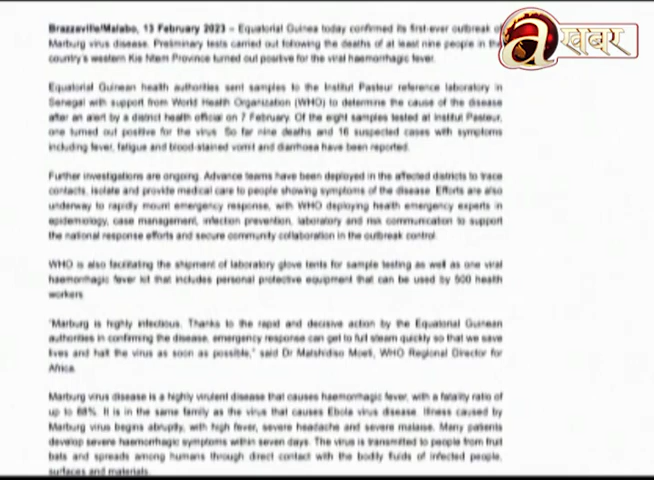 Brazzaville/Malabo, 13 February 2023 – Equatorial Guinea today confirmed its first-ever outbreak of
Marburg virus disease. Preliminary tests carried out following the deaths of at least nine people in the
country's western Kie Ntem Province turned out positive for the viral haemorrhagic fever.
Equatorial Guinean health authorities sent samples to the Institut Pasteur reference laboratory in
Senegal with support from World Health Organization (WHO) to determine the cause of the disease
after an alert by a district health official on 7 February. Of the eight samples tested at Institut Pasteur,
one turned out positive for the virus. So far nine deaths and 16 suspected cases with symptoms
including fever, fatigue and blood-stained vomit and diarrhoea have been reported.
Further investigations are ongoing. Advance teams have been deployed in the affected districts to trace
contacts, isolate and provide medical care to people showing symptoms of the disease. Efforts are also
underway to rapidly mount emergency response, with WHO deploying health emergency experts in
epidemiology, case management, infection prevention, laboratory and risk communication to support
the national response efforts and secure community collaboration in the outbreak control.
WHO is also facilitating the shipment of laboratory glove tents for sample testing as well as one viral
haemorrhagic fever kit that includes personal protective equipment that can be used by 500 health
workers.
"Marburg is highly infectious. Thanks to the rapid and decisive action by the Equatorial Guinean
authorities in confirming the disease, emergency response can get to full steam quickly so that we save
lives and halt the virus as soon as possible," said Dr Matshidiso Moeti, WHO Regional Director for
Africa.
Marburg virus disease is a highly virulent disease that causes haemorrhagic fever, with a fatality ratio of
up to 88%. It is in the same family as the virus that causes Ebola virus disease. Illness caused by
Marburg virus begins abruptly, with high fever, severe headache and severe malaise. Many patients
develop severe haemorrhagic symptoms within seven days. The virus is transmitted to people from fruit
bats and spreads among humans through direct contact with the bodily fluids of infected people,
surfaces and materials.
a खबर